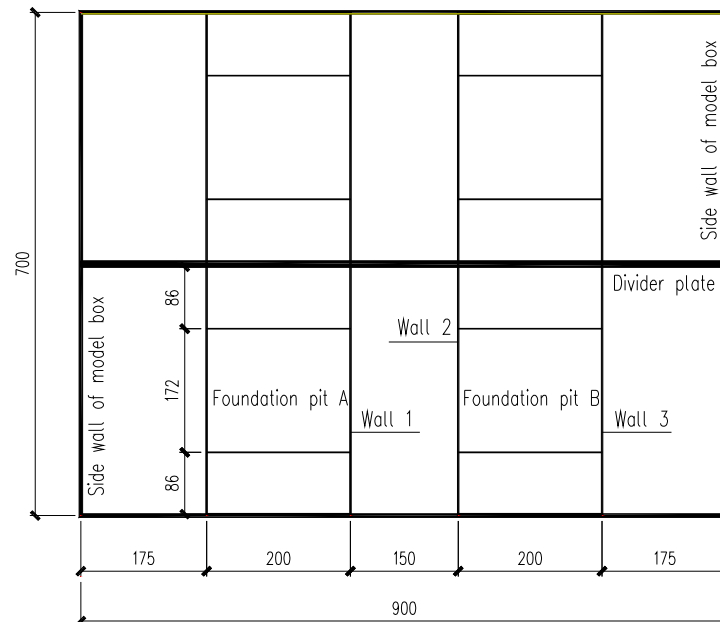 Side wall of model box
700
Divider plate
86
Side wall of model box
Wall 2
172
Foundation pit A
Foundation pit B
Wall 1
Wall 3
86
175
200
150
200
175
900